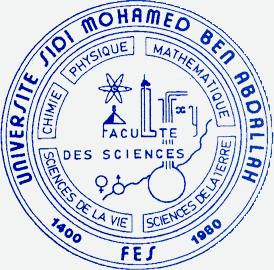 UNIVERSITE SIDI MOHAMED BEN ABDALLAH
CHIMIE
PHYSIQUE
MATHEMATIQUE
FACULTE
DES SCIENCES
SCIENCES DE LA VIE
SCIENCES DE LA TERRE
1400
FES
1980